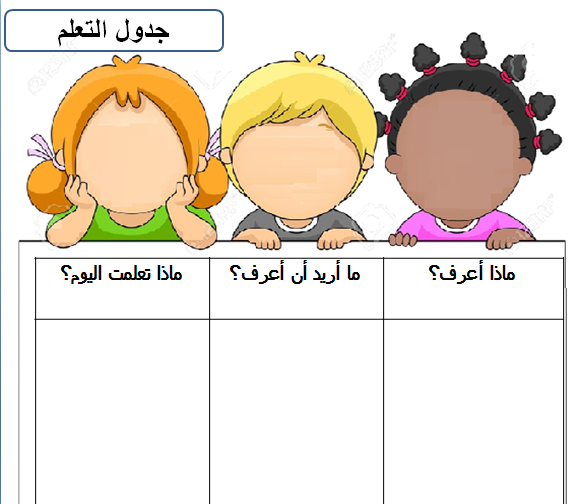 جدول التعلم
ماذا أعرف؟
ما أريد أن أعرف؟
ماذا تعلمت اليوم؟